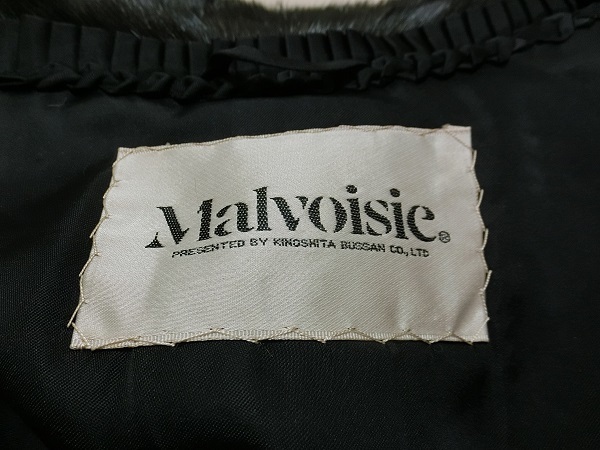 Malvoisie®
PRESENTED BY KINOSHITA BUSSAN CO., LTD